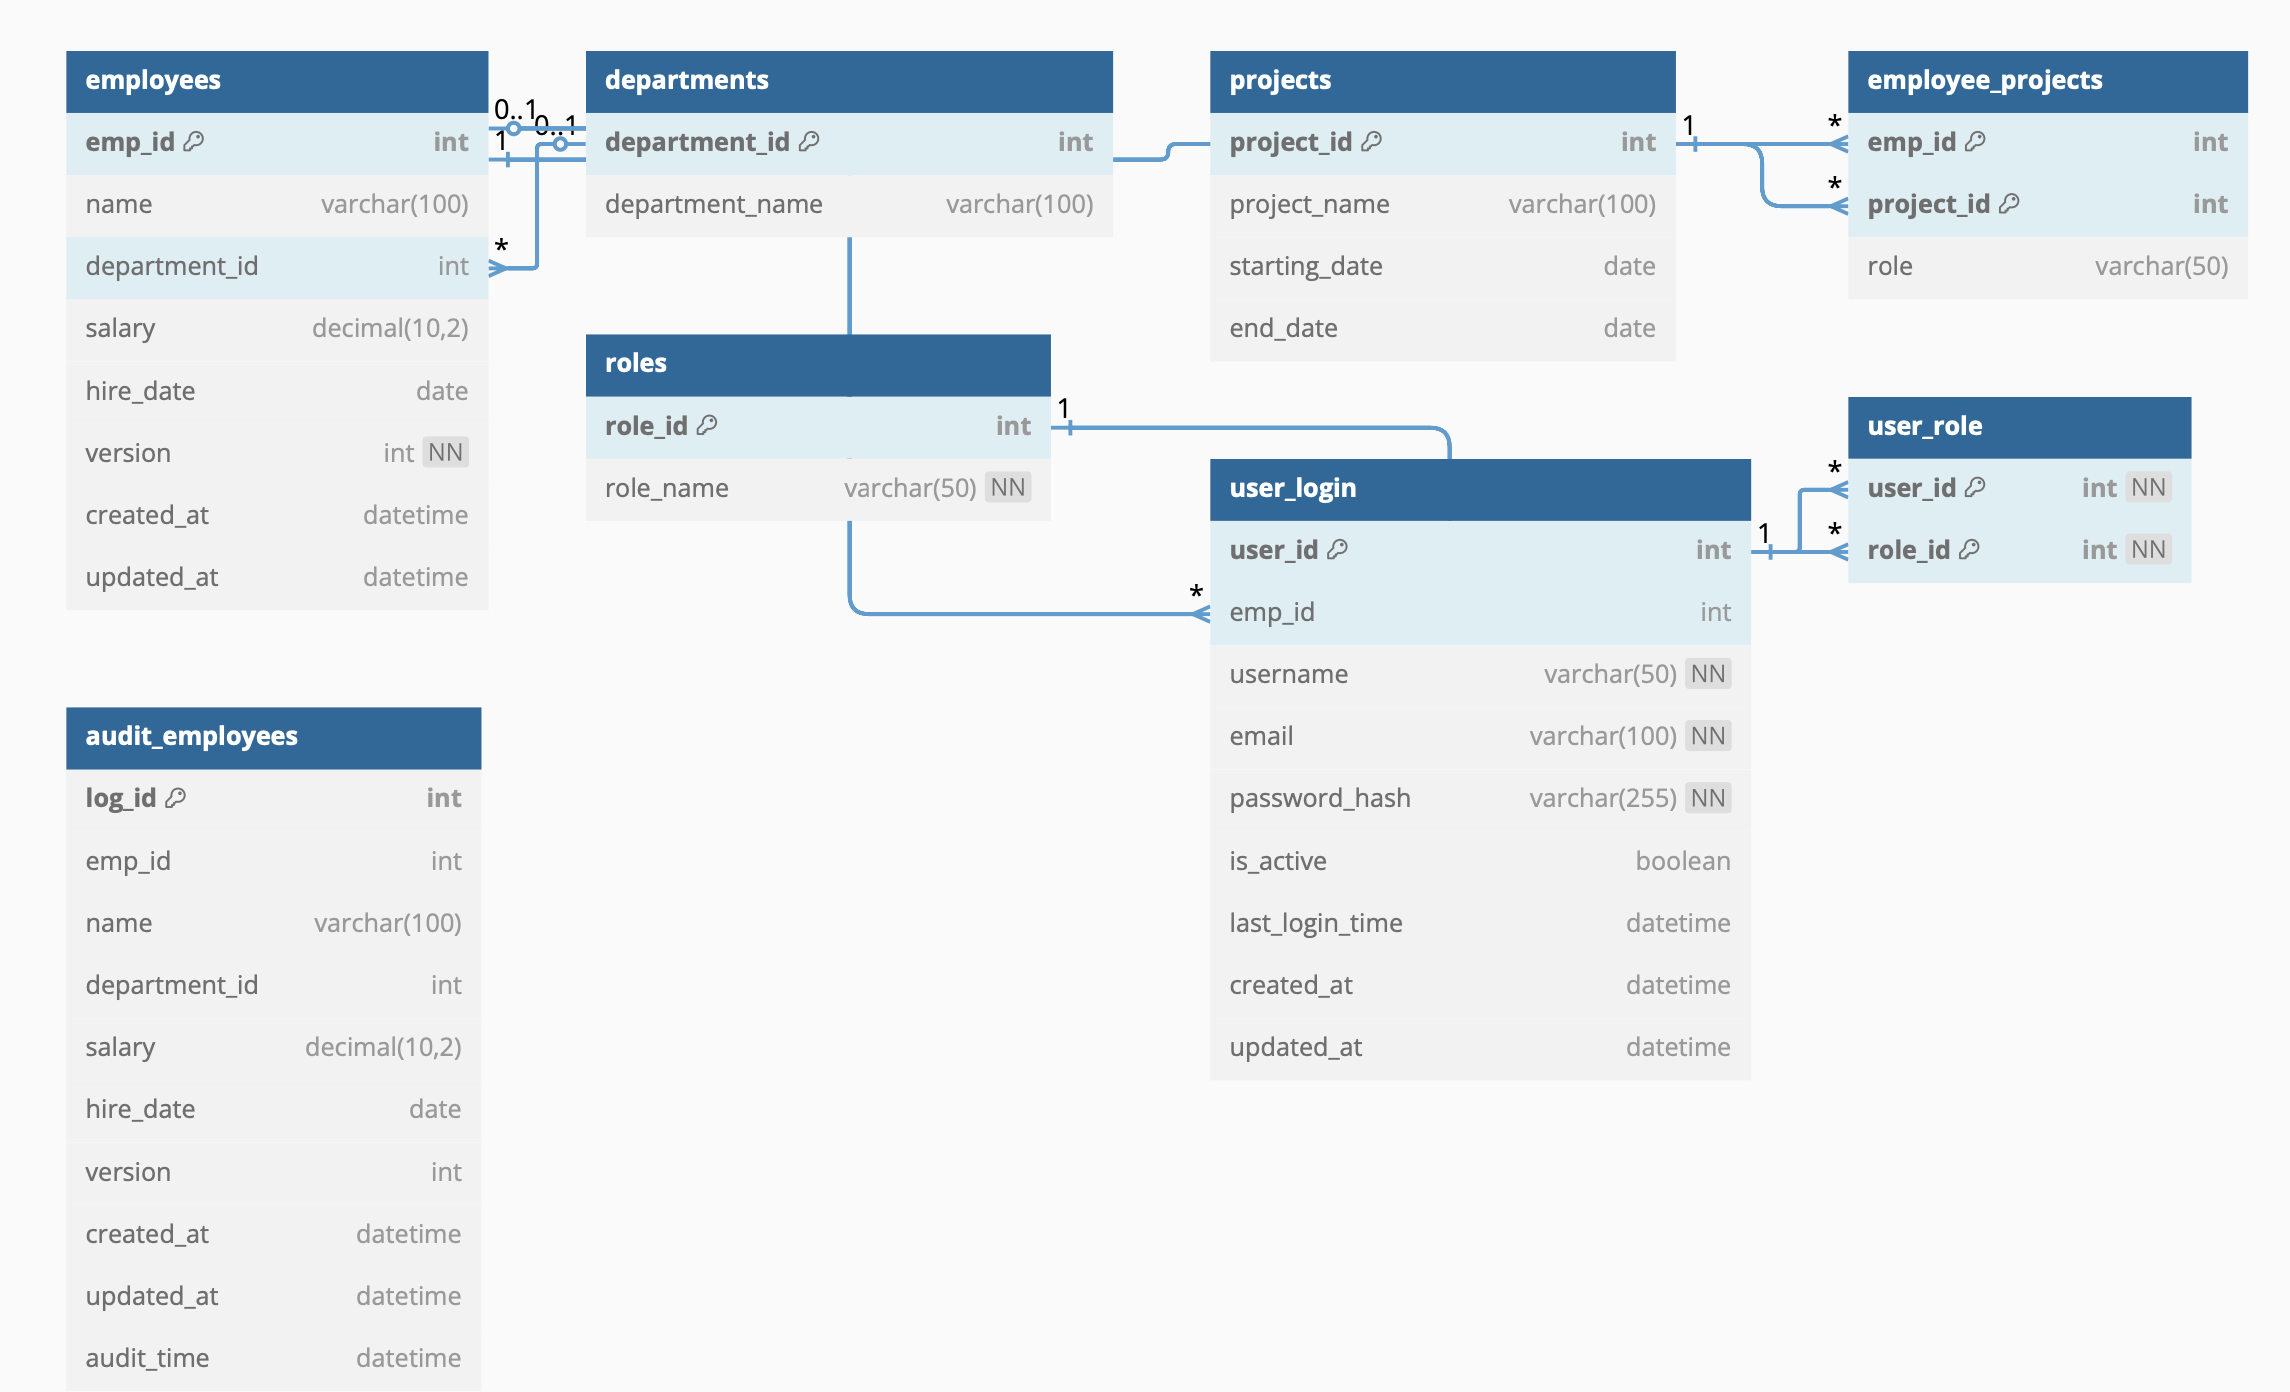 employees
emp_id int
name varchar(100)
department_id int
salary decimal(10,2)
hire_date date
version int NN
created_at datetime
updated_at datetime
0..1
0..1
1
*
departments
department_id int
department_name varchar(100)
projects
project_id int
project_name varchar(100)
starting_date date
end_date date
1
*
*
employee_projects
emp_id int
project_id int
role varchar(50)
roles
role_id int
role_name varchar(50) NN
1
*
user_login
user_id int
emp_id int
username varchar(50) NN
email varchar(100) NN
password_hash varchar(255) NN
is_active boolean
last_login_time datetime
created_at datetime
updated_at datetime
1
*
*
user_role
user_id int NN
role_id int NN
audit_employees
log_id int
emp_id int
name varchar(100)
department_id int
salary decimal(10,2)
hire_date date
version int
created_at datetime
updated_at datetime
audit_time datetime